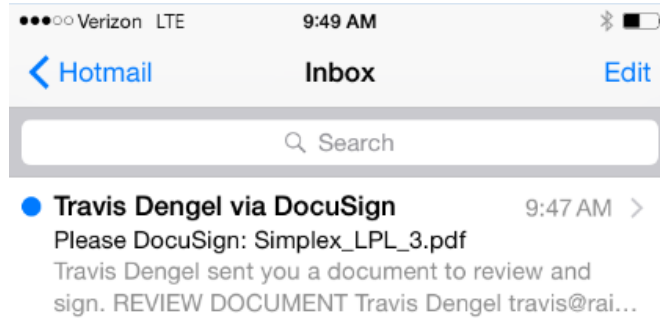 Verizon LTE 9:49 AM
Hotmail Inbox Edit
Search
Travis Dengel via DocuSign 9:47 AM
Please DocuSign: Simplex_LPL_3.pdf
Travis Dengel sent you a document to review and
sign. REVIEW DOCUMENT Travis Dengel travis@rai...